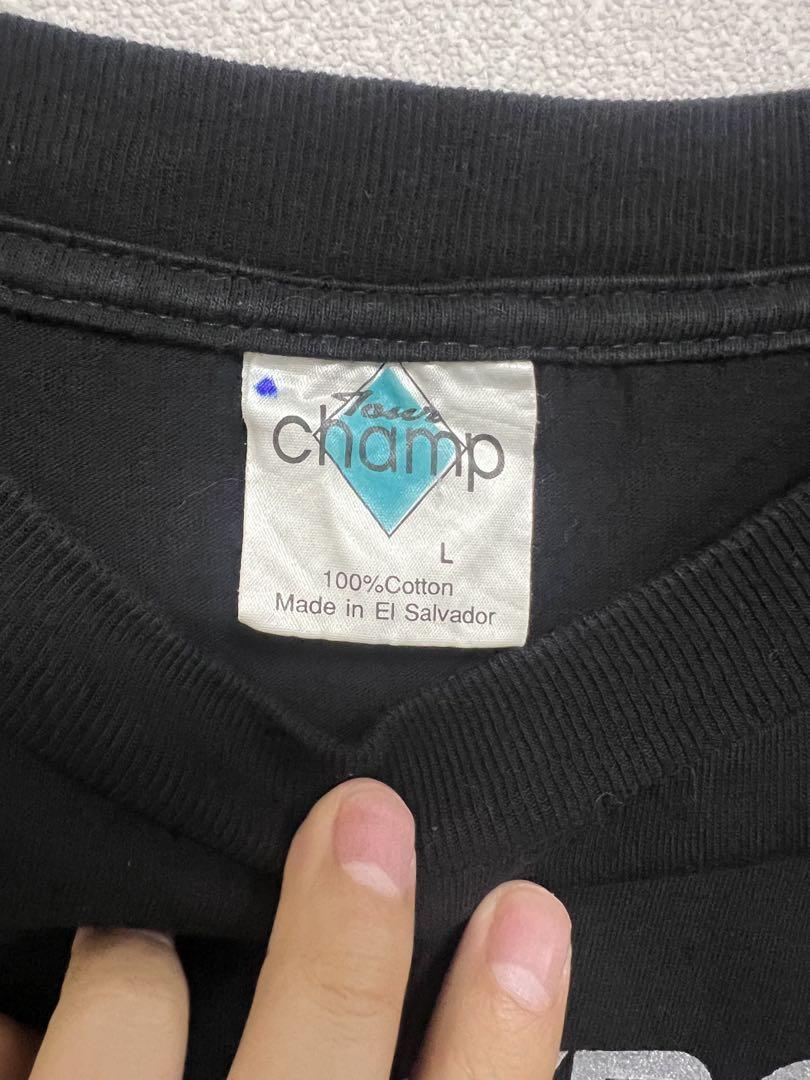 Tour
champ
L
100%Cotton
Made in El Salvador